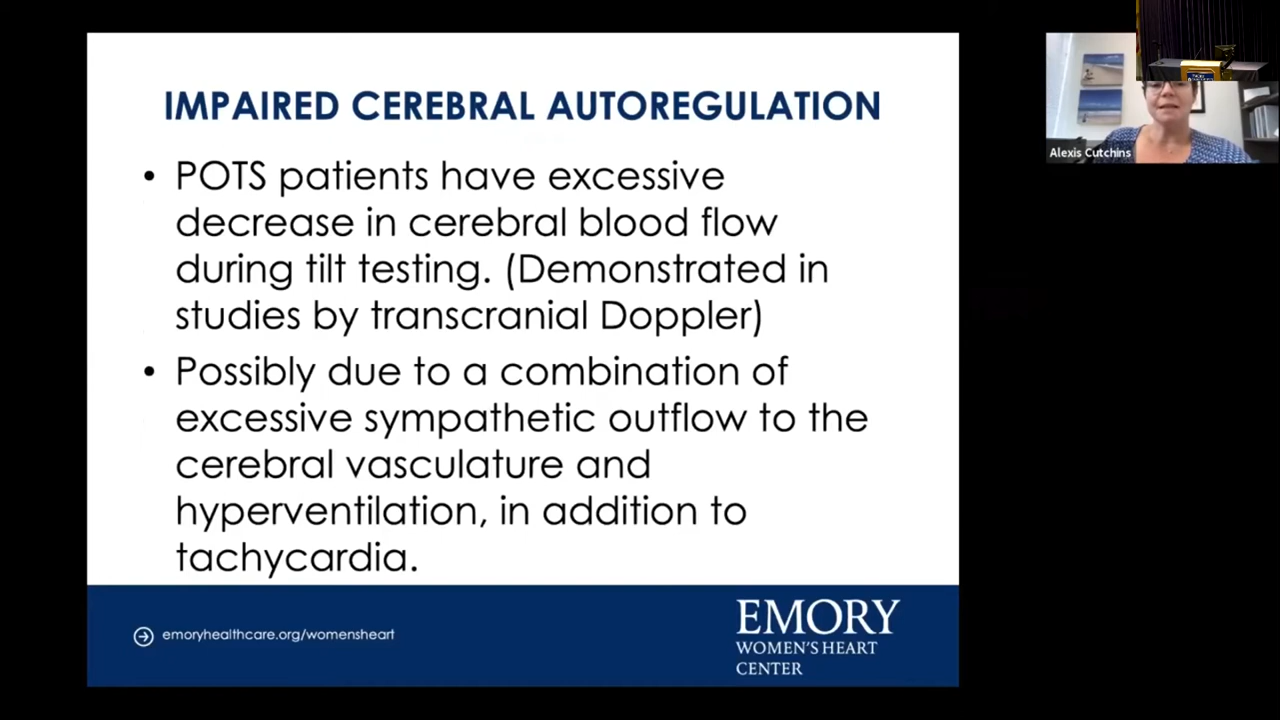 IMPAIRED CEREBRAL AUTOREGULATION
• POTS patients have excessive
decrease in cerebral blood flow
during tilt testing. (Demonstrated in
studies by transcranial Doppler)
• Possibly due to a combination of
excessive sympathetic outflow to the
cerebral vasculature and
hyperventilation, in addition to
tachycardia.
emoryhealthcare.org/womensheart
EMORY
WOMEN'S HEART
CENTER
Alexis Cutchins